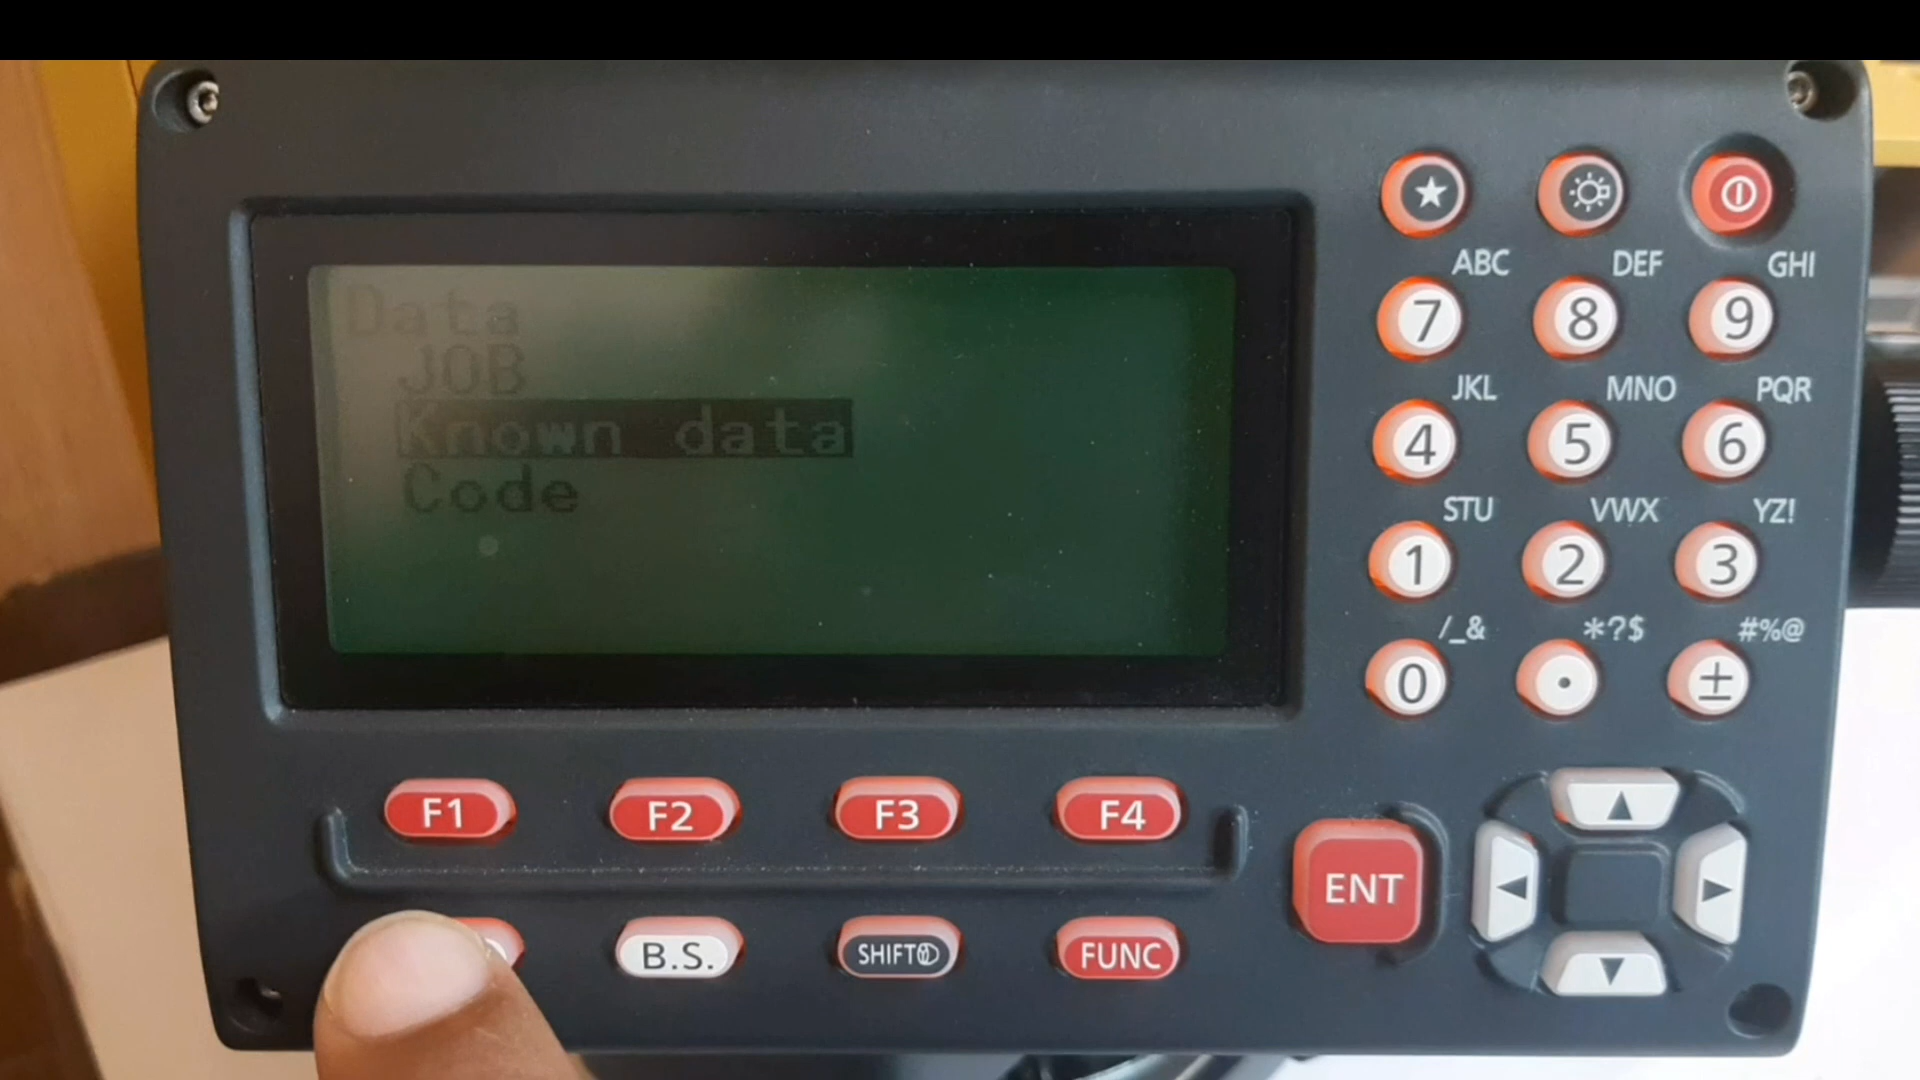 Data
JOB
Known data
Code
ABC DEF GHI
7 8 9
JKL MNO PQR
4 5 6
STU VWX YZ!
1 2 3
/_& *?$ #%@
0 . ±
F1 F2 F3 F4
ENT
B.S. SHIFT FUNC